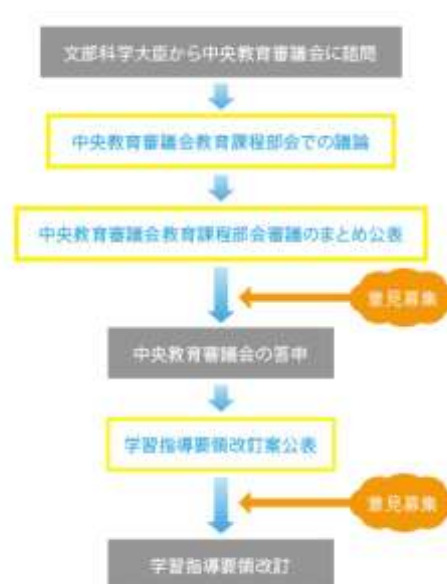 文部科学大臣から中央教育審議会に諮問
中央教育審議会教育課程部会での議論
中央教育審議会教育課程部会審議のまとめ公表
意見募集
中央教育審議会の答申
学習指導要領改訂案公表
意見募集
学習指導要領改訂